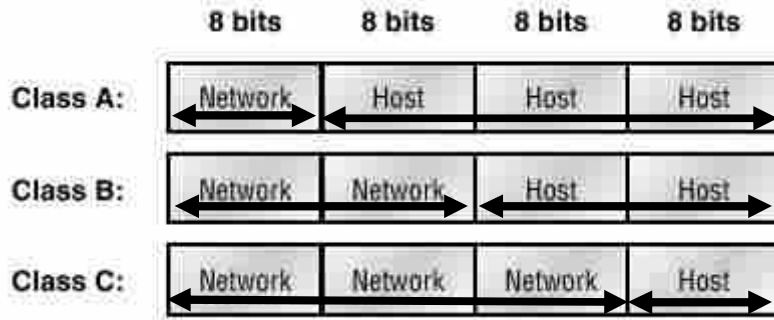 8 bits 8 bits 8 bits 8 bits
Class A: Network Host Host Host
Class B: Network Network Host Host
Class C: Network Network Network Host